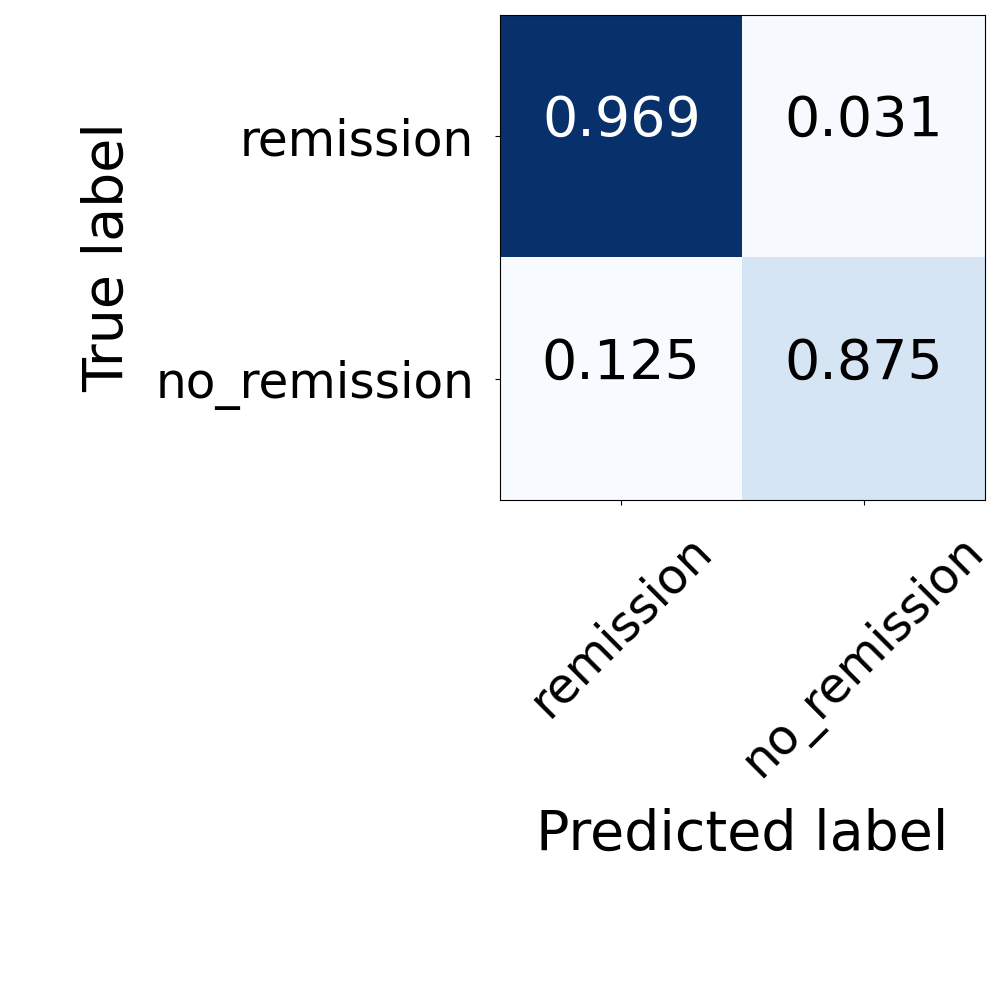 True label
remission
0.969 0.031
no_remission
0.125 0.875
remission
no_remission
Predicted label